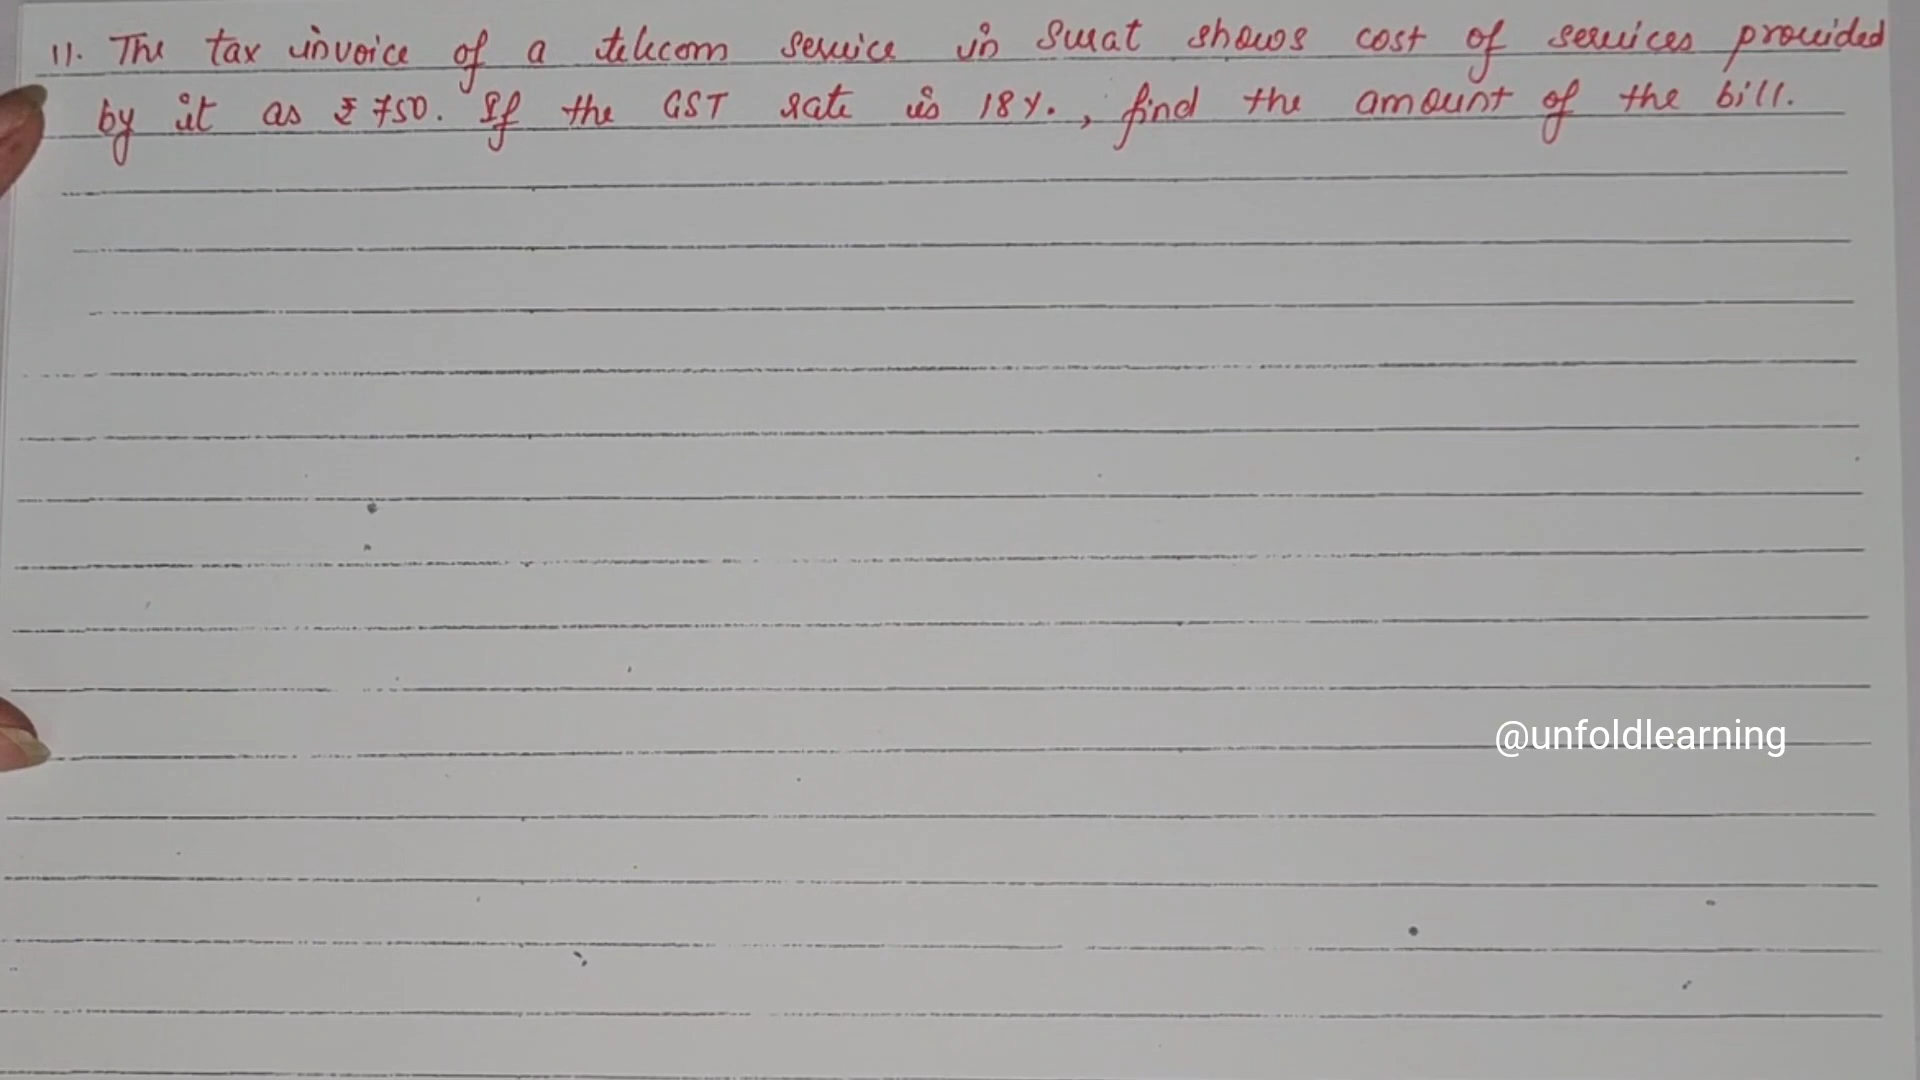 11. The tax invoice of a telecom service in Surat shows cost of services provided
by it as ₹ 750. If the GST rate is 18%, find the amount of the bill.
@unfoldlearning